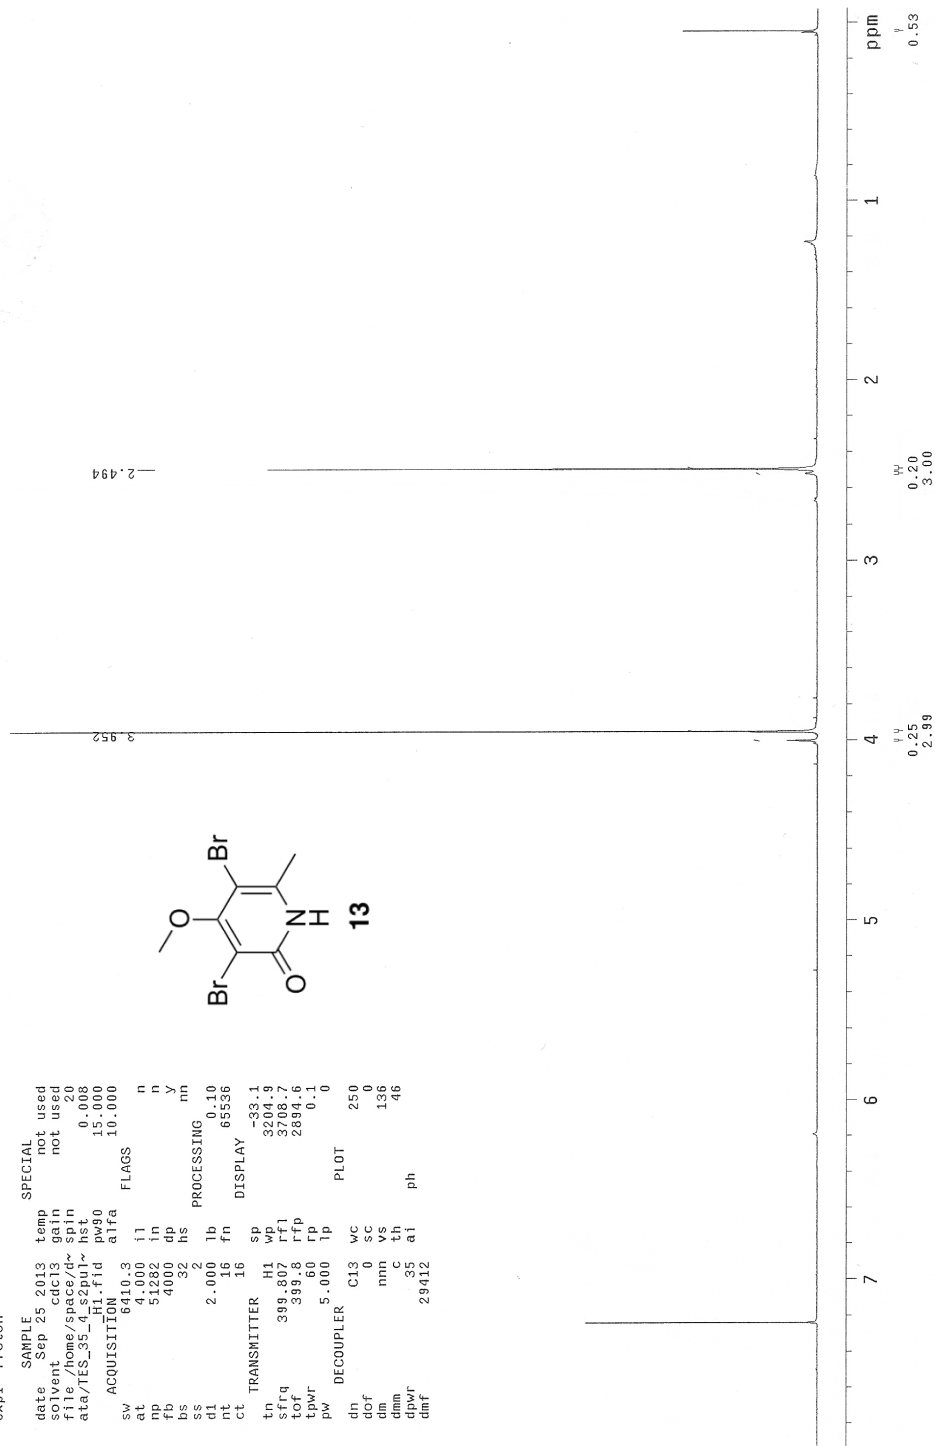 SAMPLE SPECIAL
date Sep 25 2013 temp not used
solvent cdcl3 gain not used
file /home/space/d~ spin 20
ata/TES_35_4_s2pul~ hst 0.008
_H1.fid pw90 15.000
ACQUISITION alfa 10.000
sw 6410.3 FLAGS
at 4.000 il n
np 51282 in n
fb 4000 dp y
bs 32 hs nn
ss 2 PROCESSING
d1 2.000 lb 0.10
nt 16 fn 65536
ct 16 DISPLAY
TRANSMITTER sp -33.1
tn H1 wp 3204.9
sfrq 399.807 rfl 3708.7
tof 399.8 rfp 2894.6
tpwr 60 rp 0.1
pw 5.000 lp 0
DECOUPLER PLOT
dn C13 wc 250
dof 0 sc 0
dm nnn vs 136
dmm c th 46
dpwr 35 ai ph
dmf 29412
3.952
2.494
O
Br Br
O N
H
13
7 6 5 4 3 2 1 ppm
0.25 0.20 0.53
2.99 3.00